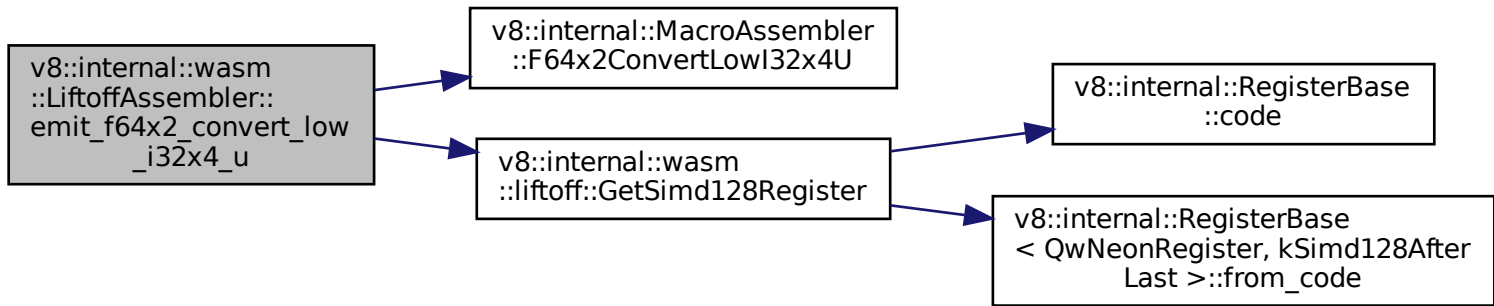 v8::internal::wasm
::LiftoffAssembler::
emit_f64x2_convert_low
_i32x4_u
v8::internal::MacroAssembler
::F64x2ConvertLowI32x4U
v8::internal::wasm
::liftoff::GetSimd128Register
v8::internal::RegisterBase
::code
v8::internal::RegisterBase
< QwNeonRegister, kSimd128After
Last >::from_code